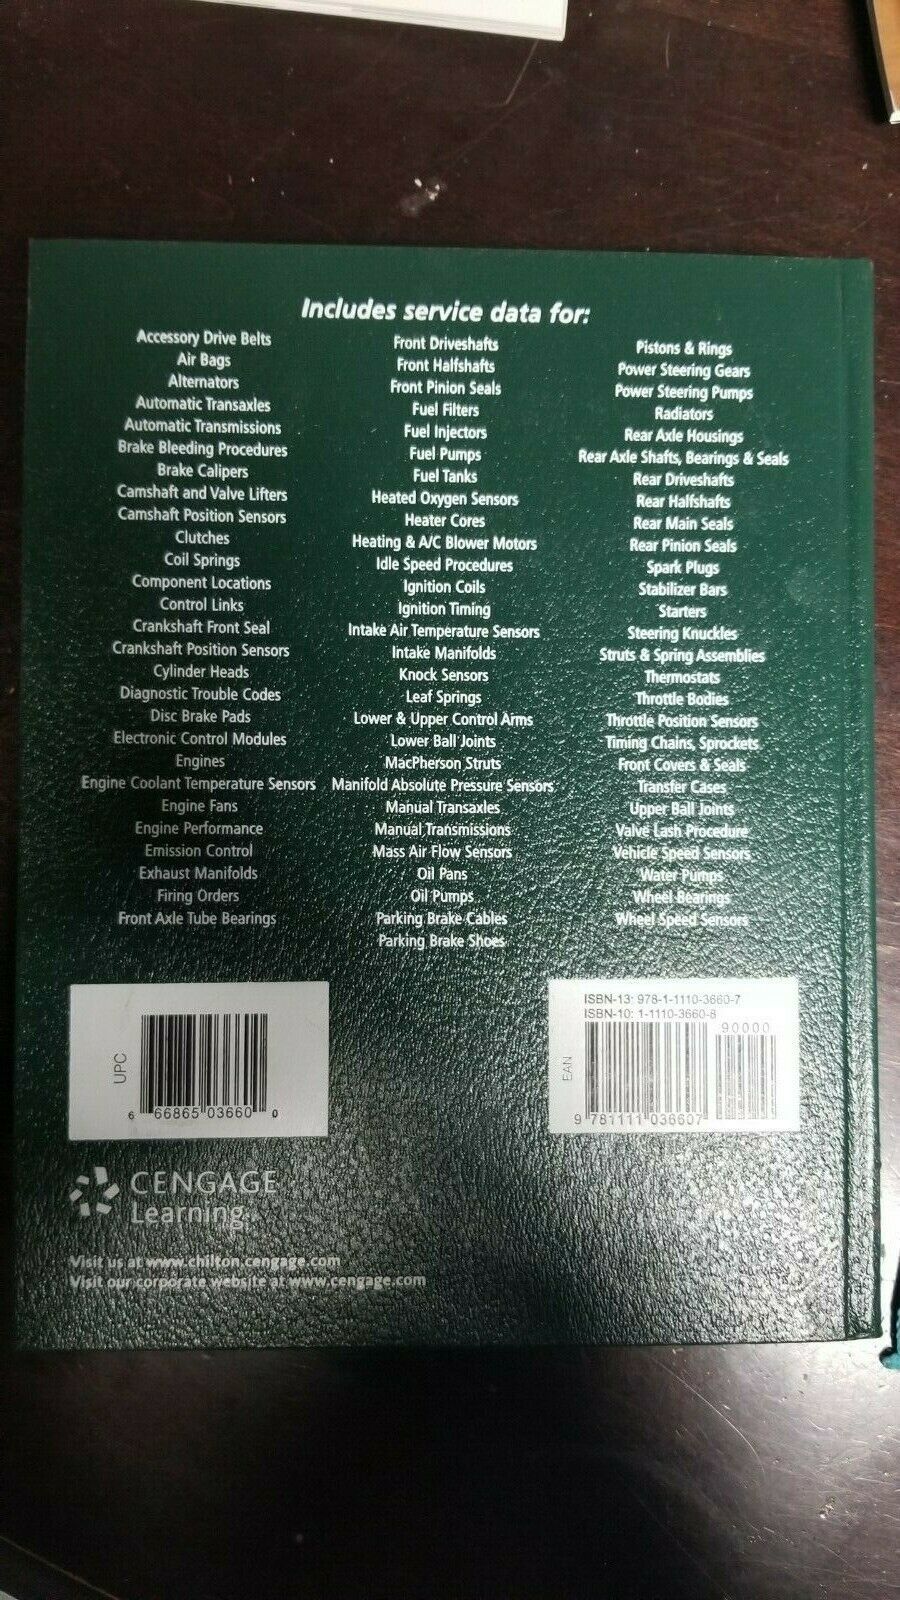 Includes service data for:
Accessory Drive Belts
Air Bags
Alternators
Automatic Transaxles
Automatic Transmissions
Brake Bleeding Procedures
Brake Calipers
Camshaft and Valve Lifters
Camshaft Position Sensors
Clutches
Coil Springs
Component Locations
Control Links
Crankshaft Front Seal
Crankshaft Position Sensors
Cylinder Heads
Diagnostic Trouble Codes
Disc Brake Pads
Electronic Control Modules
Engines
Engine Coolant Temperature Sensors
Engine Fans
Engine Performance
Emission Control
Exhaust Manifolds
Firing Orders
Front Axle Tube Bearings
Front Driveshafts
Front Halfshafts
Front Pinion Seals
Fuel Filters
Fuel Injectors
Fuel Pumps
Fuel Tanks
Heated Oxygen Sensors
Heater Cores
Heating & A/C Blower Motors
Idle Speed Procedures
Ignition Coils
Ignition Timing
Intake Air Temperature Sensors
Intake Manifolds
Knock Sensors
Leaf Springs
Lower & Upper Control Arms
Lower Ball Joints
MacPherson Struts
Manifold Absolute Pressure Sensors
Manual Transaxles
Manual Transmissions
Mass Air Flow Sensors
Oil Pans
Oil Pumps
Parking Brake Cables
Parking Brake Shoes
Pistons & Rings
Power Steering Gears
Power Steering Pumps
Radiators
Rear Axle Housings
Rear Axle Shafts, Bearings & Seals
Rear Driveshafts
Rear Halfshafts
Rear Main Seals
Rear Pinion Seals
Spark Plugs
Stabilizer Bars
Starters
Steering Knuckles
Struts & Spring Assemblies
Thermostats
Throttle Bodies
Throttle Position Sensors
Timing Chains, Sprockets
Front Covers & Seals
Transfer Cases
Upper Ball Joints
Valve Lash Procedure
Vehicle Speed Sensors
Water Pumps
Wheel Bearings
Wheel Speed Sensors
UPC
6 66865 03660 0
ISBN-13: 978-1-1110-3660-7
ISBN-10: 1-1110-3660-8
90000
EAN
9 781111 036607
CENGAGE
Learning
Visit us at www.chilton.cengage.com
Visit our corporate website at www.cengage.com